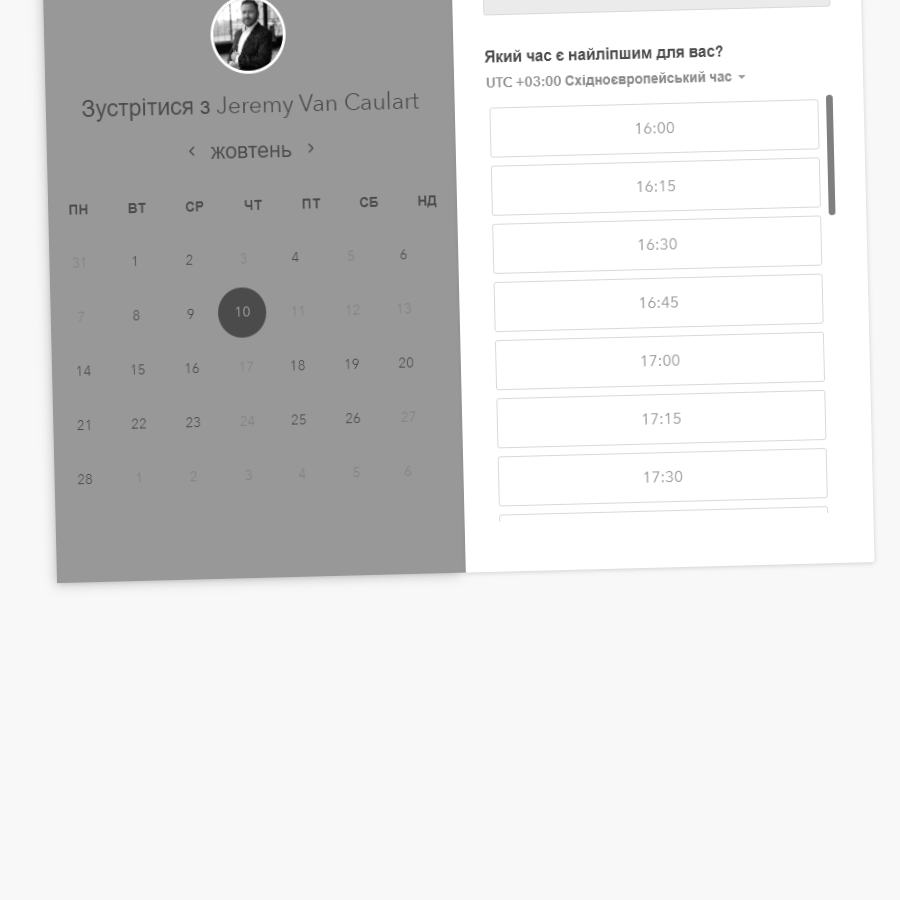 Зустрітися з Jeremy Van Caulart
‹ жовтень ›
ПН ВТ СР ЧТ ПТ СБ НД
31 1 2 3 4 5 6
7 8 9 10 11 12 13
14 15 16 17 18 19 20
21 22 23 24 25 26 27
28 1 2 3 4 5 6
Який час є найліпшим для вас?
UTC +03:00 Східноєвропейський час
16:00
16:15
16:30
16:45
17:00
17:15
17:30